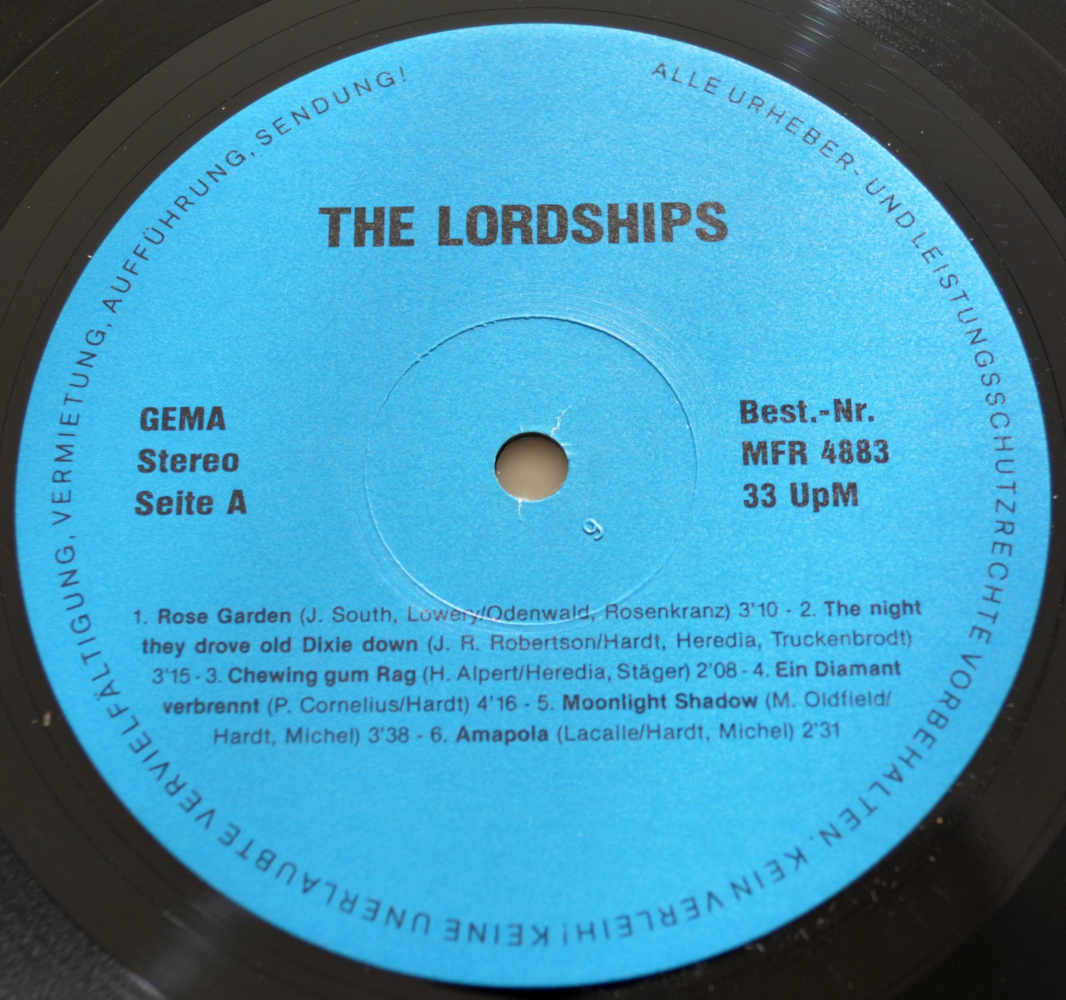 ALLE URHEBER- UND LEISTUNGSSCHUTZRECHTE VORBEHALTEN. KEIN VERLEIH! KEINE UNERLAUBTE VERVIELFÄLTIGUNG, VERMIETUNG, AUFFÜHRUNG, SENDUNG!
THE LORDSHIPS
GEMA
Stereo
Seite A
Best.-Nr.
MFR 4883
33 UpM
9
1. Rose Garden (J. South, Lowery/Odenwald, Rosenkranz) 3'10 - 2. The night
they drove old Dixie down (J. R. Robertson/Hardt, Heredia, Truckenbrodt)
3'15 - 3. Chewing gum Rag (H. Alpert/Heredia, Stäger) 2'08 - 4. Ein Diamant
verbrennt (P. Cornelius/Hardt) 4'16 - 5. Moonlight Shadow (M. Oldfield/
Hardt, Michel) 3'38 - 6. Amapola (Lacalle/Hardt, Michel) 2'31